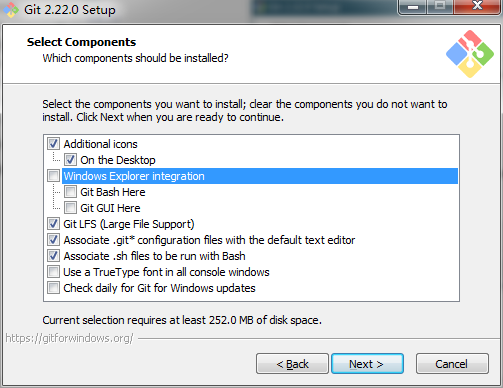 Git 2.22.0 Setup
Select Components
Which components should be installed?
Select the components you want to install; clear the components you do not want to
install. Click Next when you are ready to continue.
Additional icons
On the Desktop
Windows Explorer integration
Git Bash Here
Git GUI Here
Git LFS (Large File Support)
Associate .git* configuration files with the default text editor
Associate .sh files to be run with Bash
Use a TrueType font in all console windows
Check daily for Git for Windows updates
Current selection requires at least 252.0 MB of disk space.
https://gitforwindows.org/
< Back
Next >
Cancel